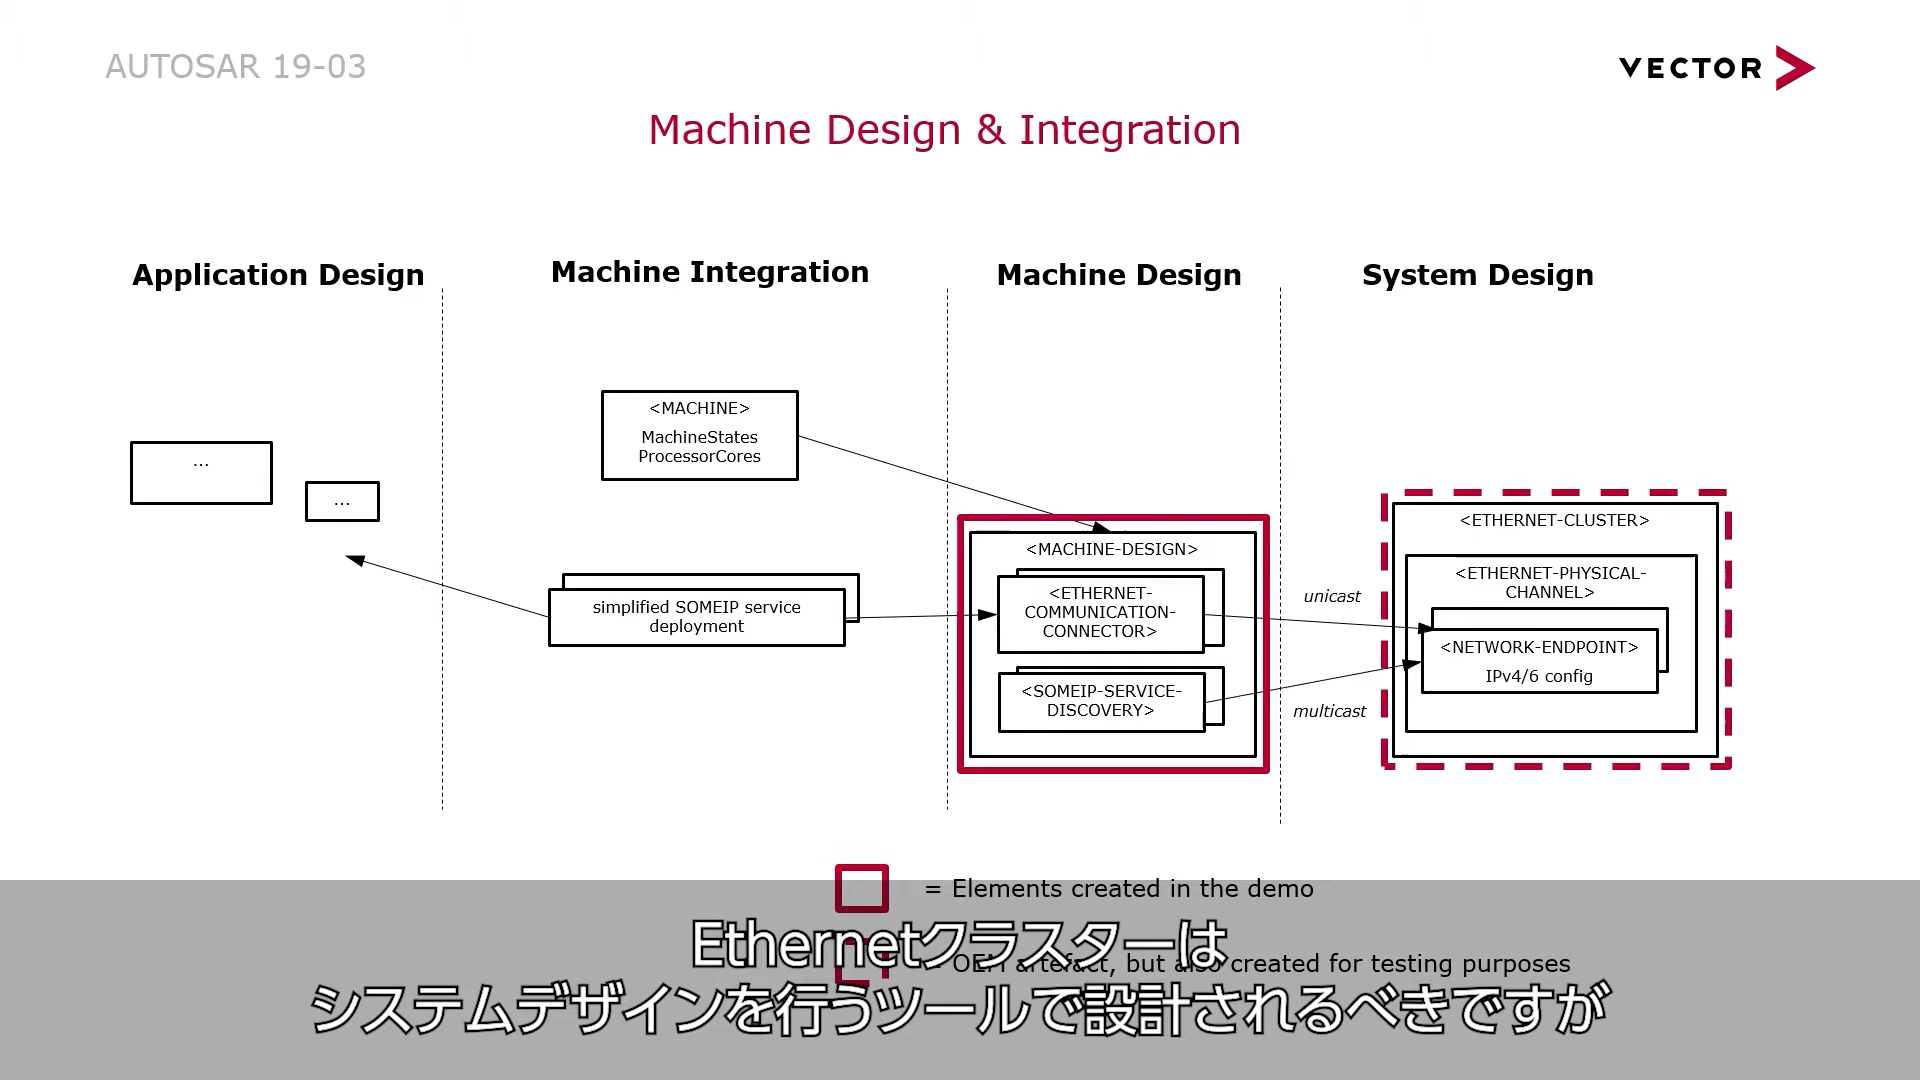 AUTOSAR 19-03
VECTOR
Machine Design & Integration
Application Design
Machine Integration
Machine Design
System Design
...
...
<MACHINE>
MachineStates
ProcessorCores
simplified SOMEIP service
deployment
<MACHINE-DESIGN>
<ETHERNET-
COMMUNICATION-
CONNECTOR>
<SOMEIP-SERVICE-
DISCOVERY>
unicast
multicast
<ETHERNET-CLUSTER>
<ETHERNET-PHYSICAL-
CHANNEL>
<NETWORK-ENDPOINT>
IPv4/6 config
= Elements created in the demo
= OEM artefact, but also created for testing purposes
Ethernetクラスターは
システムデザインを行うツールで設計されるべきですが